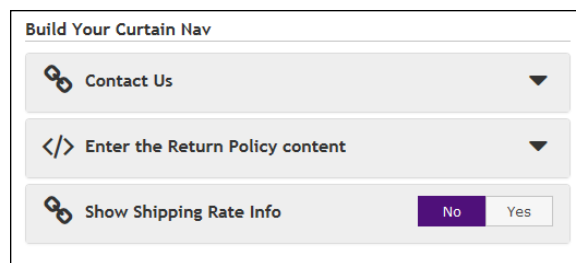 Build Your Curtain Nav
Contact Us
</> Enter the Return Policy content
Show Shipping Rate Info No Yes